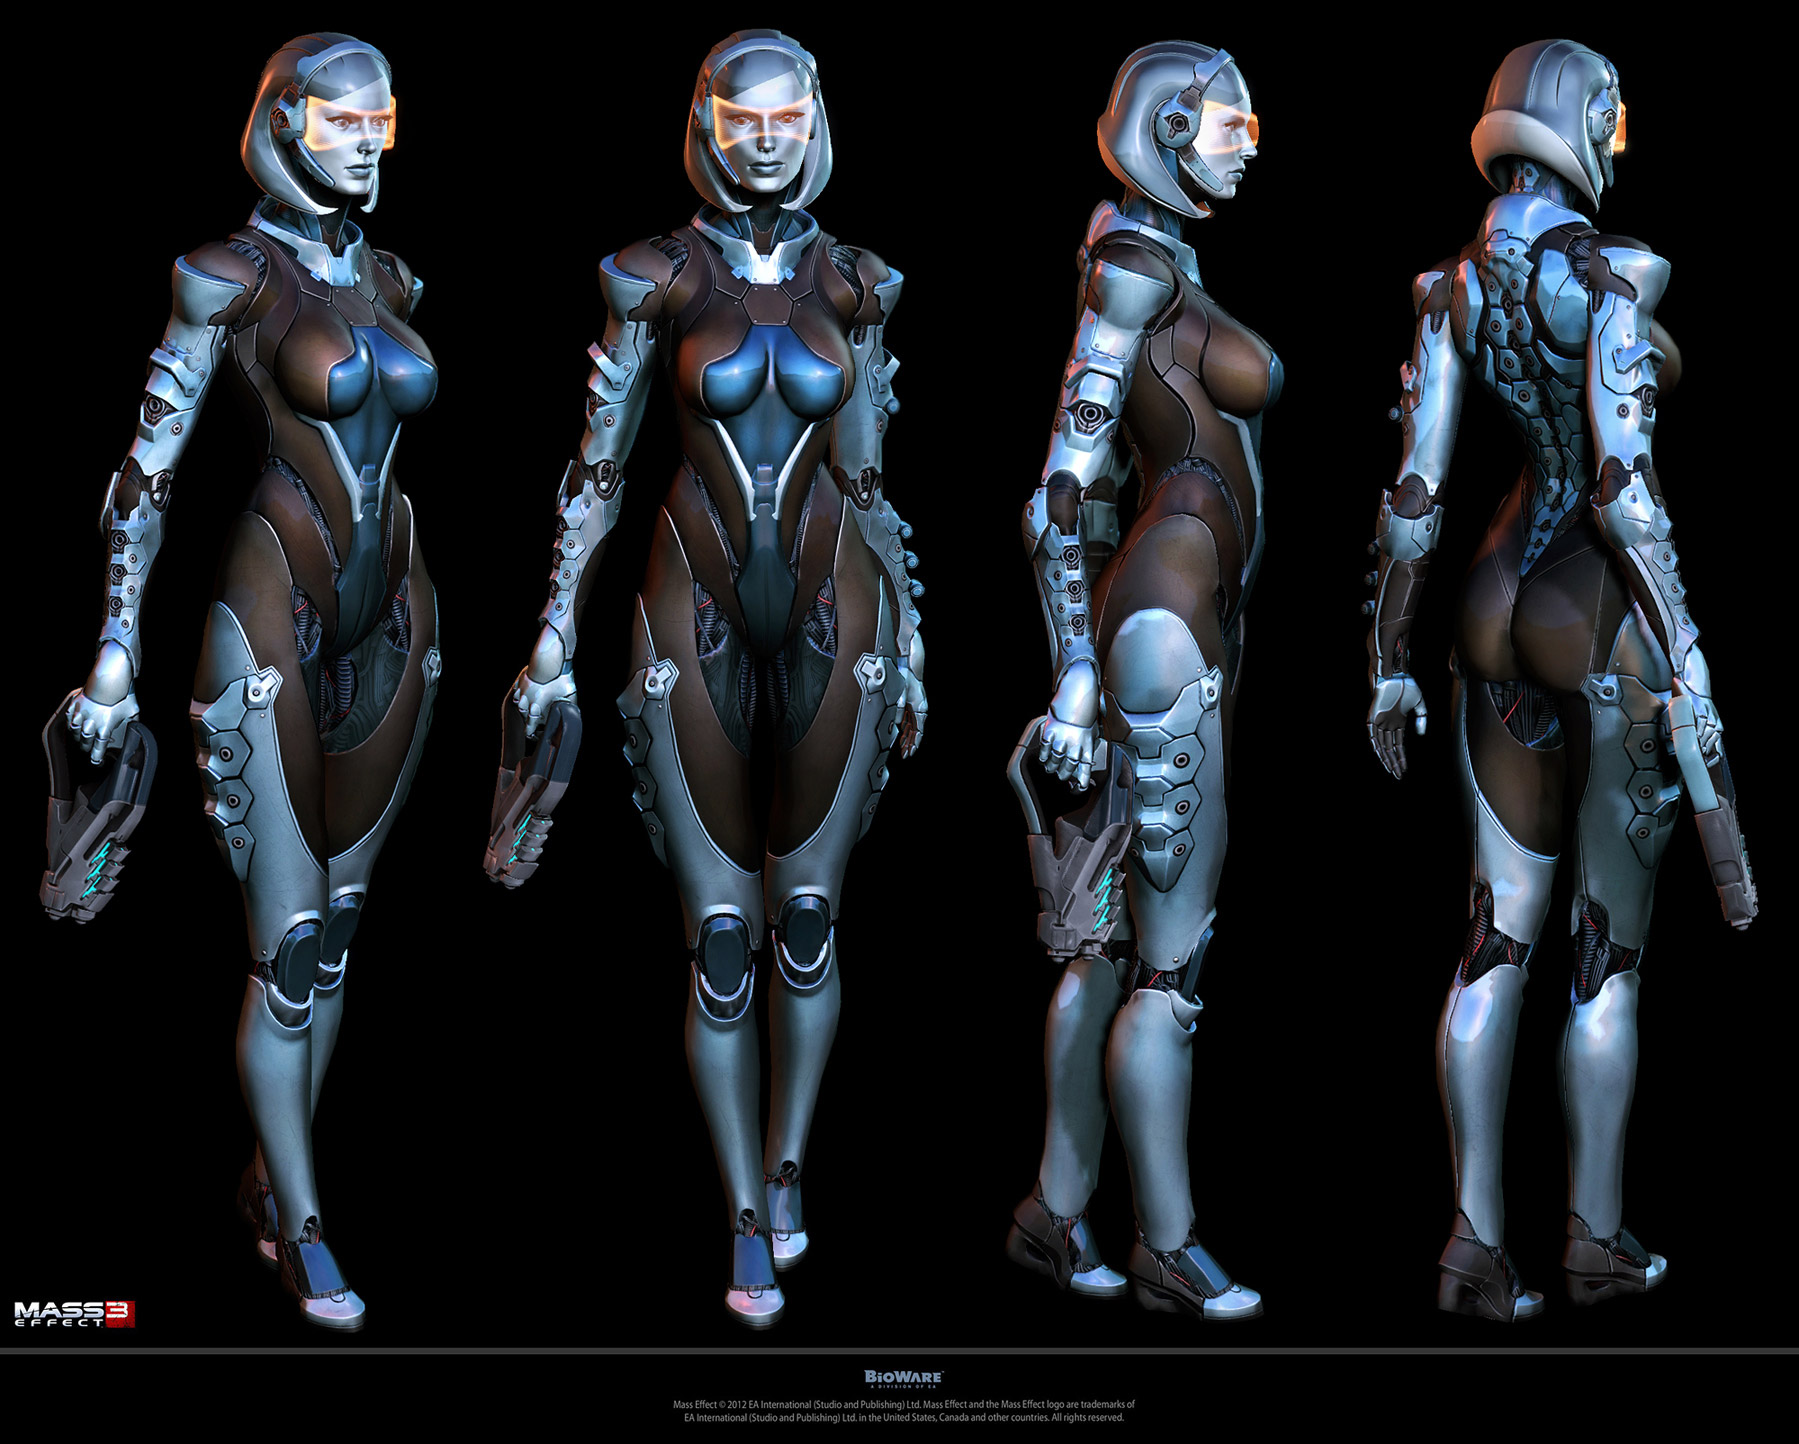 MASS 3
EFFECT
BIOWARE
A DIVISION OF EA
Mass Effect © 2012 EA International (Studio and Publishing) Ltd. Mass Effect and the Mass Effect logo are trademarks of
EA International (Studio and Publishing) Ltd. in the United States, Canada and other countries. All rights reserved.